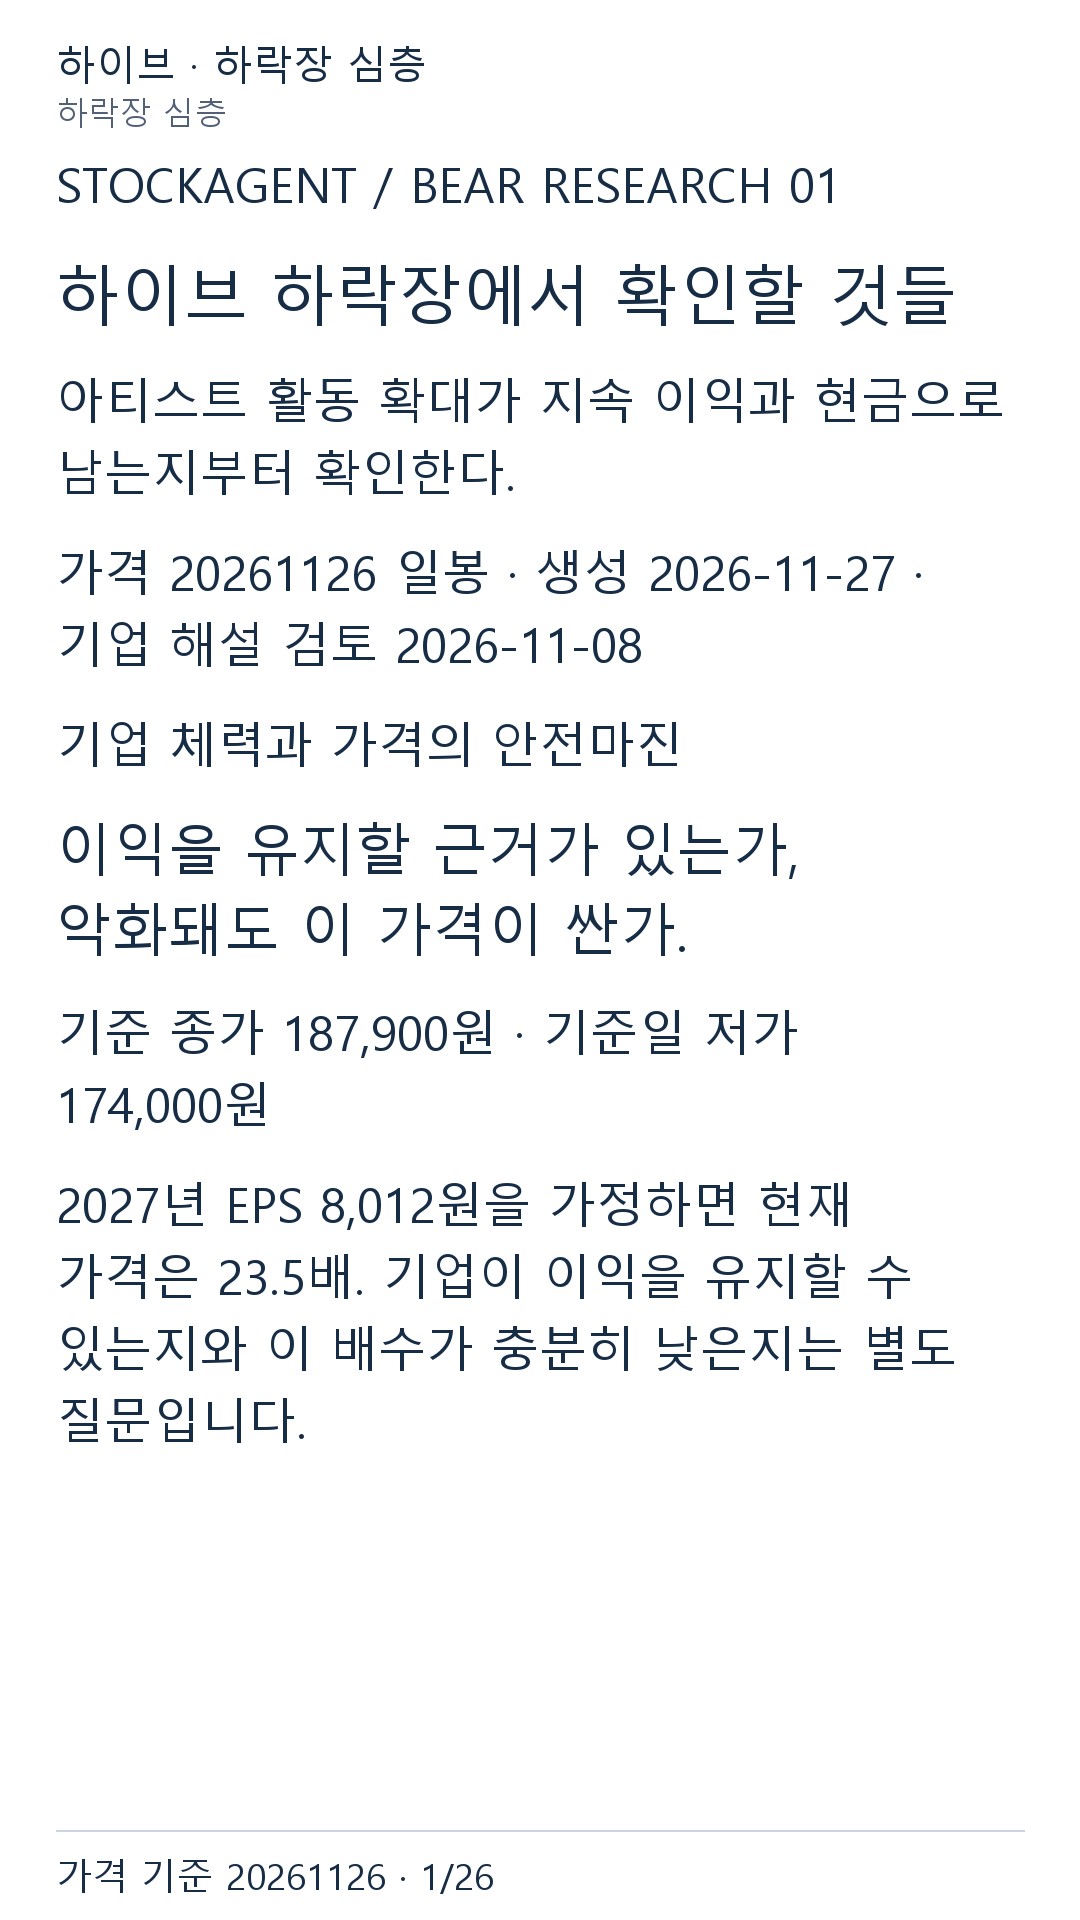 하이브 · 하락장 심층
하락장 심층
STOCKAGENT / BEAR RESEARCH 01
하이브 하락장에서 확인할 것들
아티스트 활동 확대가 지속 이익과 현금으로
남는지부터 확인한다.
가격 20261126 일봉 · 생성 2026-11-27 ·
기업 해설 검토 2026-11-08
기업 체력과 가격의 안전마진
이익을 유지할 근거가 있는가,
악화돼도 이 가격이 싼가.
기준 종가 187,900원 · 기준일 저가
174,000원
2027년 EPS 8,012원을 가정하면 현재
가격은 23.5배. 기업이 이익을 유지할 수
있는지와 이 배수가 충분히 낮은지는 별도
질문입니다.
가격 기준 20261126 · 1/26